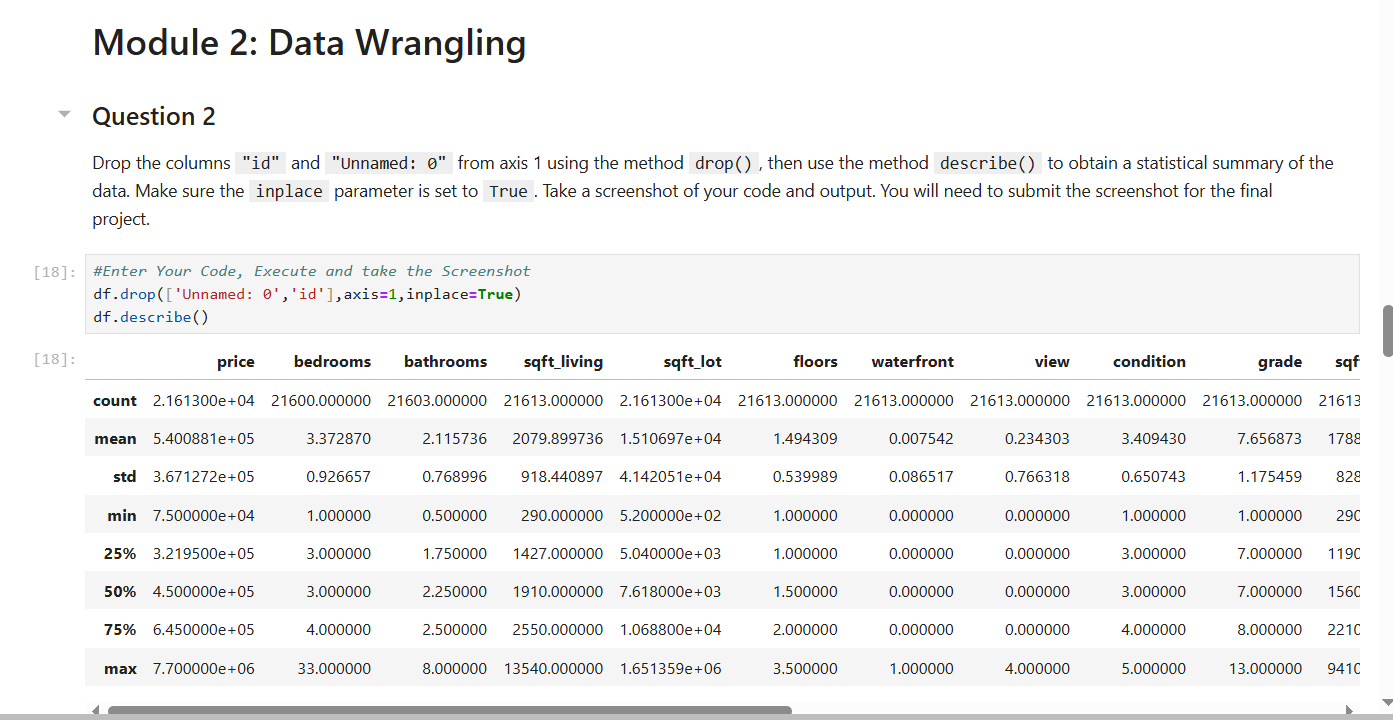 Module 2: Data Wrangling
Question 2
Drop the columns "id" and "Unnamed: 0" from axis 1 using the method drop() , then use the method describe() to obtain a statistical summary of the
data. Make sure the inplace parameter is set to True . Take a screenshot of your code and output. You will need to submit the screenshot for the final
project.
[18]: #Enter Your Code, Execute and take the Screenshot
df.drop(['Unnamed: 0','id'],axis=1,inplace=True)
df.describe()
[18]: price bedrooms bathrooms sqft_living sqft_lot floors waterfront view condition grade sqf
count 2.161300e+04 21600.000000 21603.000000 21613.000000 2.161300e+04 21613.000000 21613.000000 21613.000000 21613.000000 21613.000000 21613
mean 5.400881e+05 3.372870 2.115736 2079.899736 1.510697e+04 1.494309 0.007542 0.234303 3.409430 7.656873 1788
std 3.671272e+05 0.926657 0.768996 918.440897 4.142051e+04 0.539989 0.086517 0.766318 0.650743 1.175459 828
min 7.500000e+04 1.000000 0.500000 290.000000 5.200000e+02 1.000000 0.000000 0.000000 1.000000 1.000000 290
25% 3.219500e+05 3.000000 1.750000 1427.000000 5.040000e+03 1.000000 0.000000 0.000000 3.000000 7.000000 1190
50% 4.500000e+05 3.000000 2.250000 1910.000000 7.618000e+03 1.500000 0.000000 0.000000 3.000000 7.000000 1560
75% 6.450000e+05 4.000000 2.500000 2550.000000 1.068800e+04 2.000000 0.000000 0.000000 4.000000 8.000000 2210
max 7.700000e+06 33.000000 8.000000 13540.000000 1.651359e+06 3.500000 1.000000 4.000000 5.000000 13.000000 9410